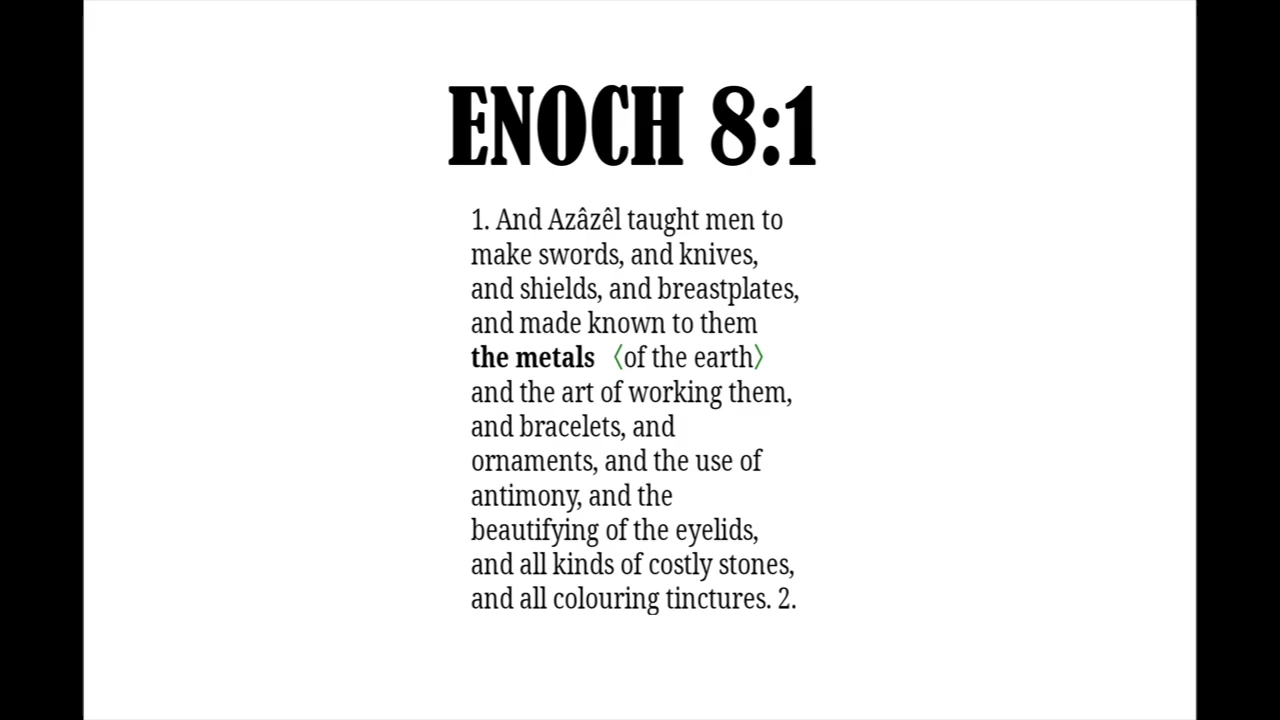 ENOCH 8:1
1. And Azâzêl taught men to
make swords, and knives,
and shields, and breastplates,
and made known to them
the metals 〈of the earth〉
and the art of working them,
and bracelets, and
ornaments, and the use of
antimony, and the
beautifying of the eyelids,
and all kinds of costly stones,
and all colouring tinctures. 2.